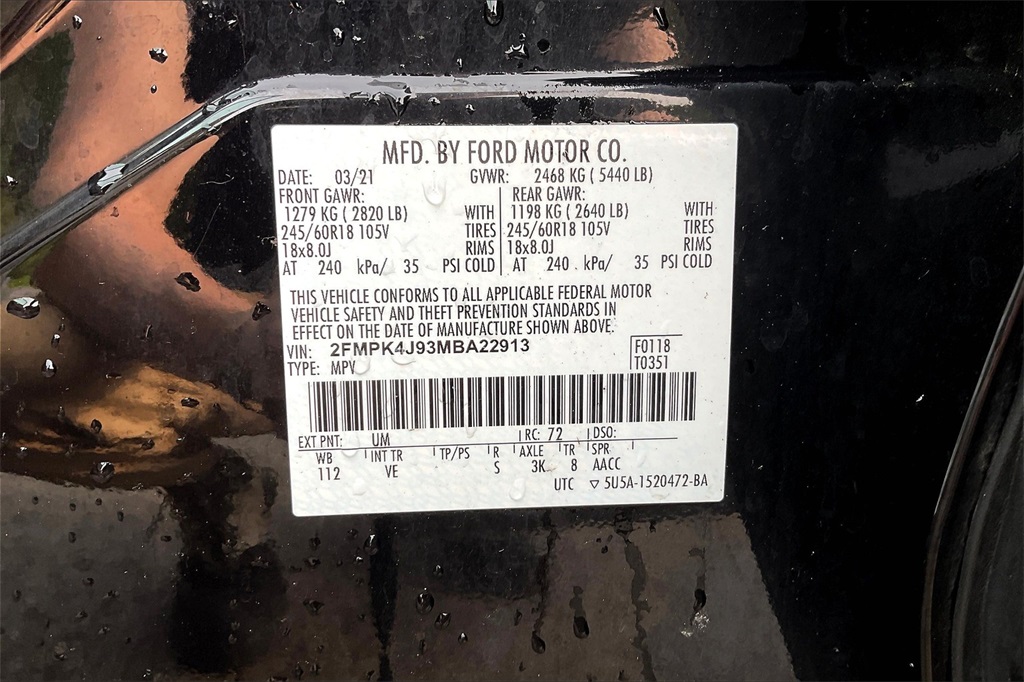 MFD. BY FORD MOTOR CO.
DATE: 03/21 GVWR: 2468 KG ( 5440 LB)
FRONT GAWR: REAR GAWR:
1279 KG ( 2820 LB) WITH 1198 KG ( 2640 LB) WITH
245/60R18 105V TIRES 245/60R18 105V TIRES
18x8.0J RIMS 18x8.0J RIMS
AT 240 kPa/ 35 PSI COLD AT 240 kPa/ 35 PSI COLD
THIS VEHICLE CONFORMS TO ALL APPLICABLE FEDERAL MOTOR
VEHICLE SAFETY AND THEFT PREVENTION STANDARDS IN
EFFECT ON THE DATE OF MANUFACTURE SHOWN ABOVE.
VIN: 2FMPK4J93MBA22913 F0118
TYPE: MPV T0351
EXT PNT: UM RC: 72 DSO:
WB INT TR TP/PS R AXLE TR SPR
112 VE S 3K 8 AACC
UTC ▽ 5U5A-1520472-BA